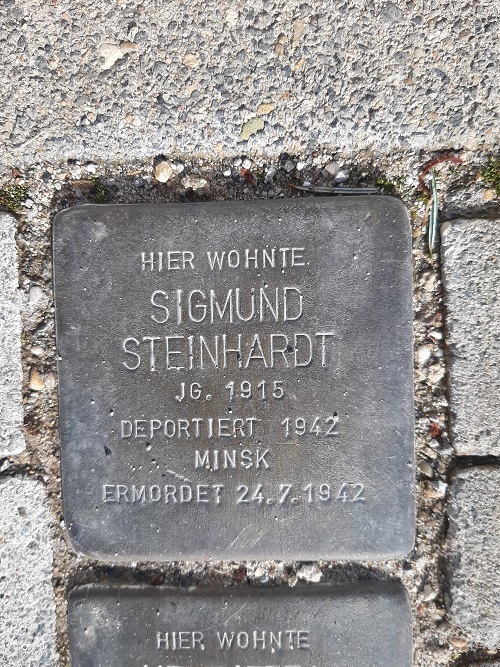 HIER WOHNTE
SIGMUND
STEINHARDT
JG. 1915
DEPORTIERT 1942
MINSK
ERMORDET 24.7.1942
HIER WOHNTE